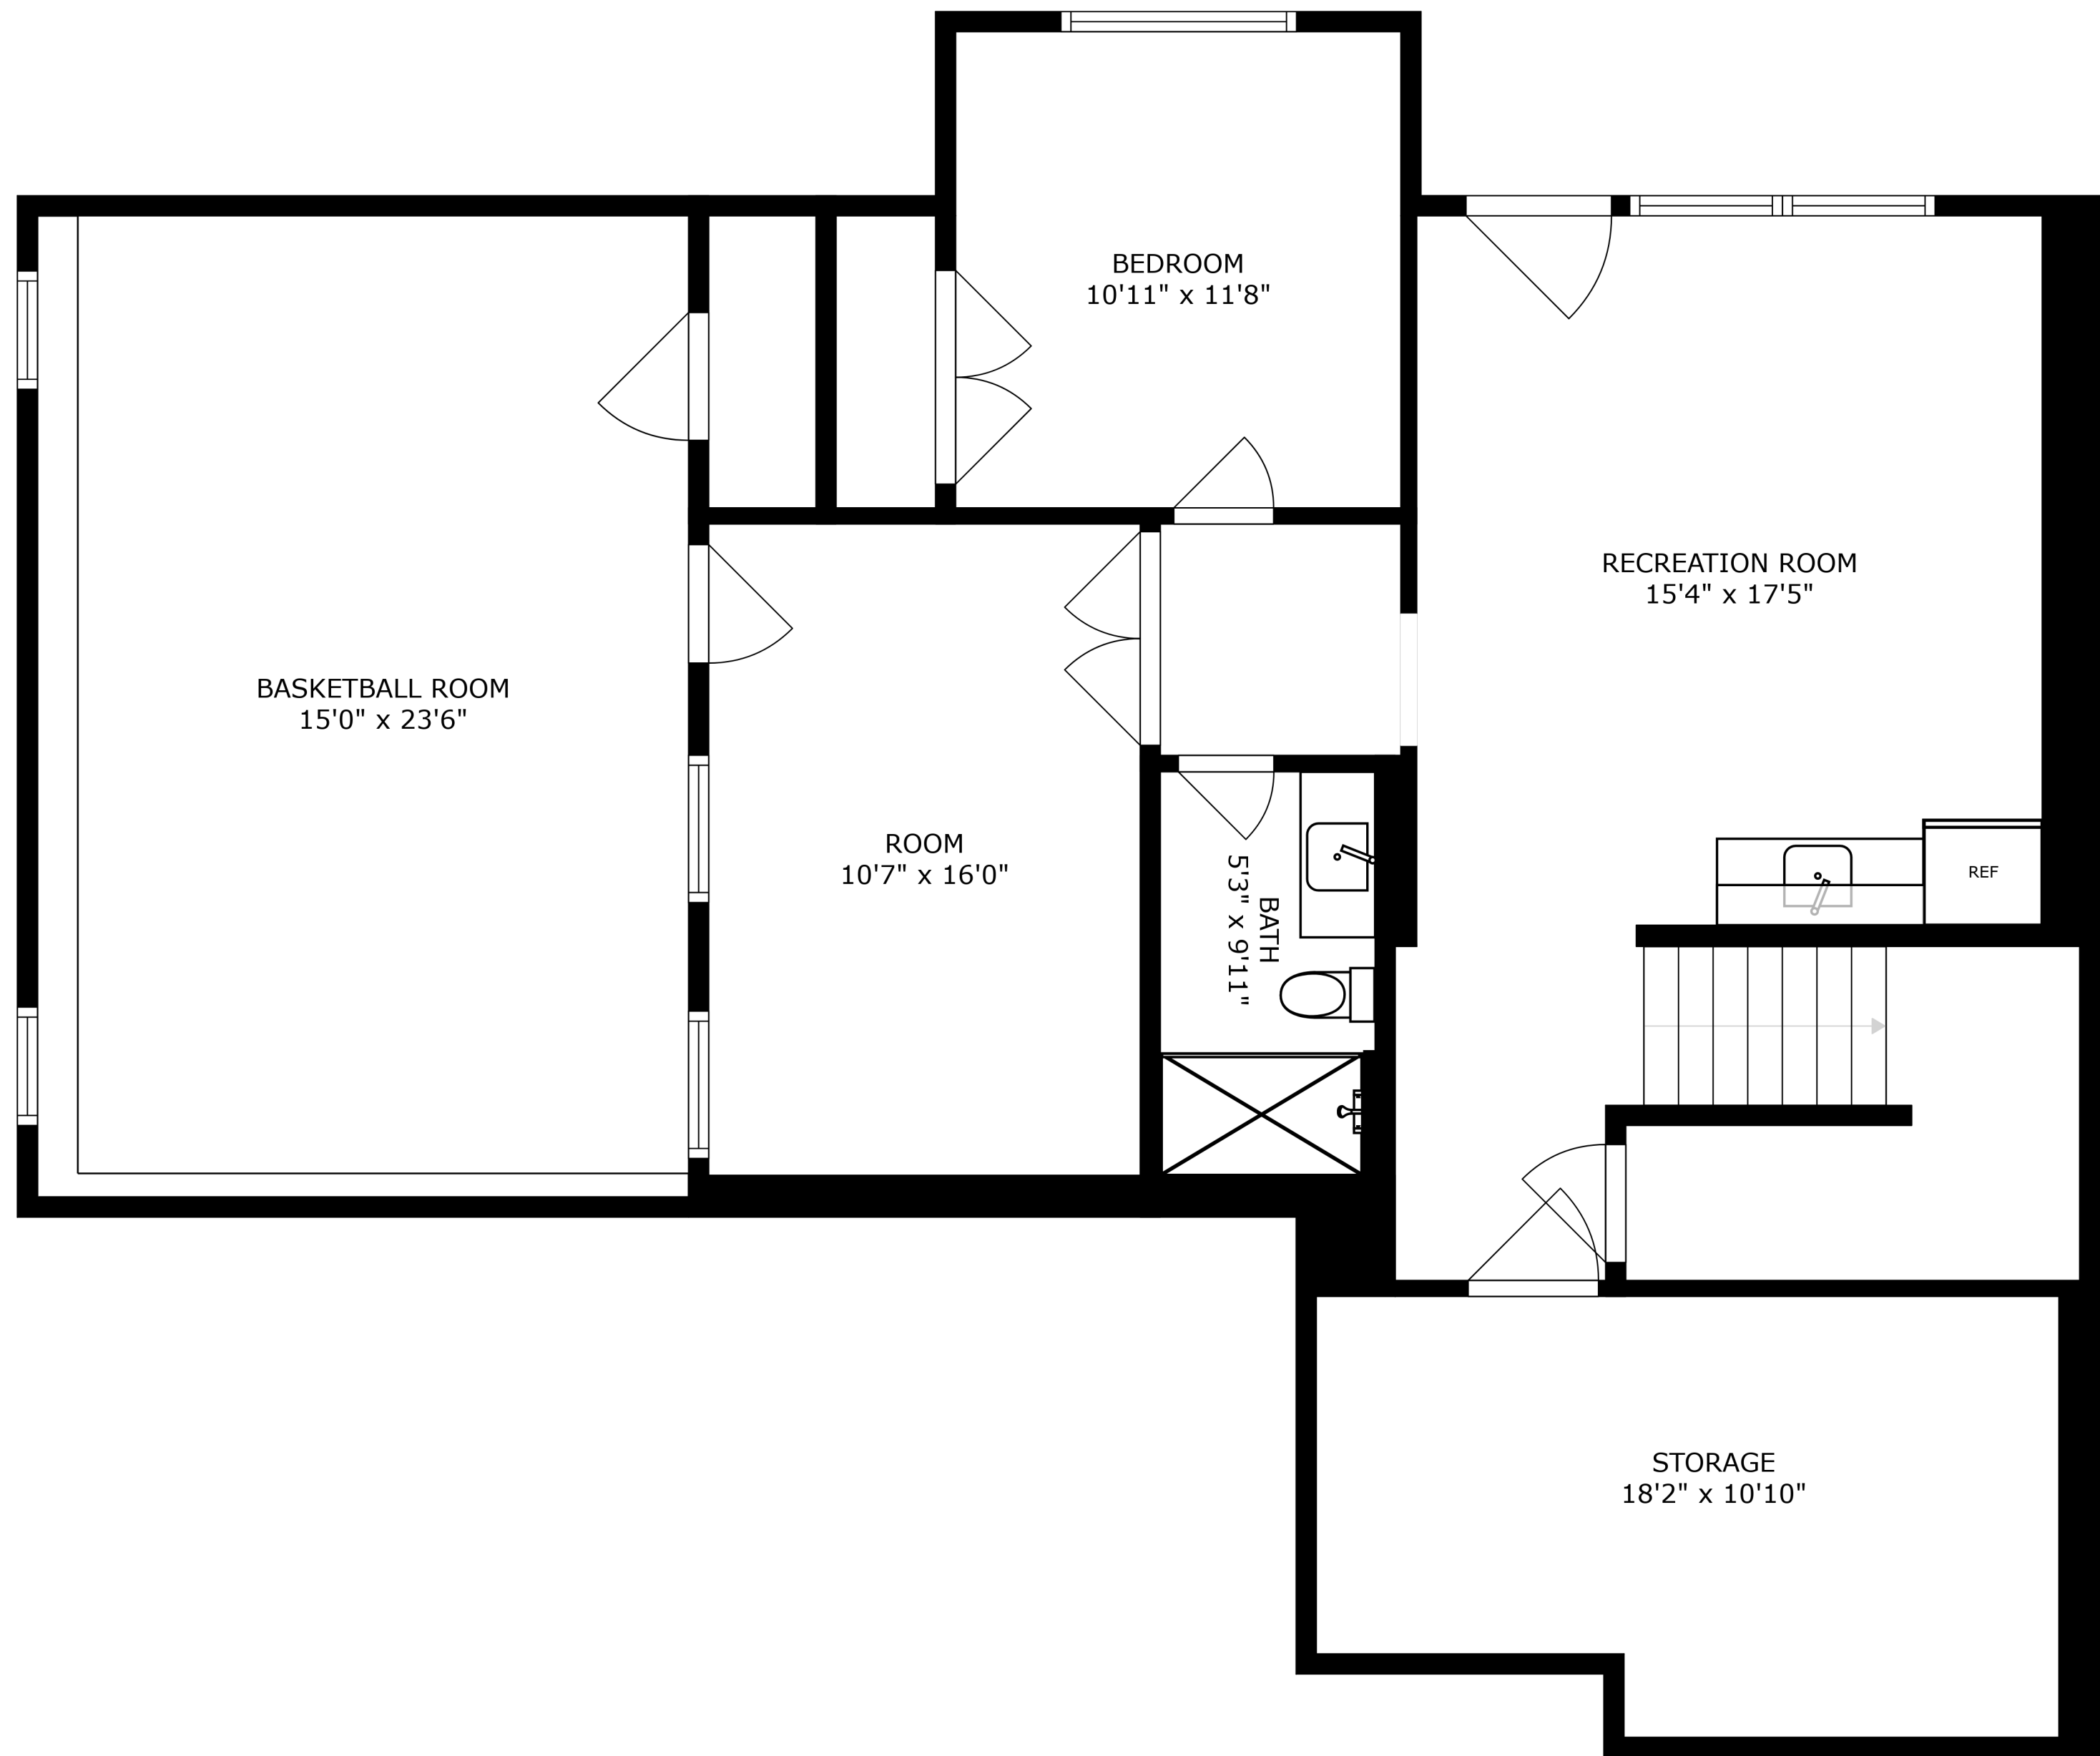 BEDROOM
10'11" x 11'8"
RECREATION ROOM
15'4" x 17'5"
BASKETBALL ROOM
15'0" x 23'6"
ROOM
10'7" x 16'0"
BATH
5'3" x 9'11"
REF
STORAGE
18'2" x 10'10"